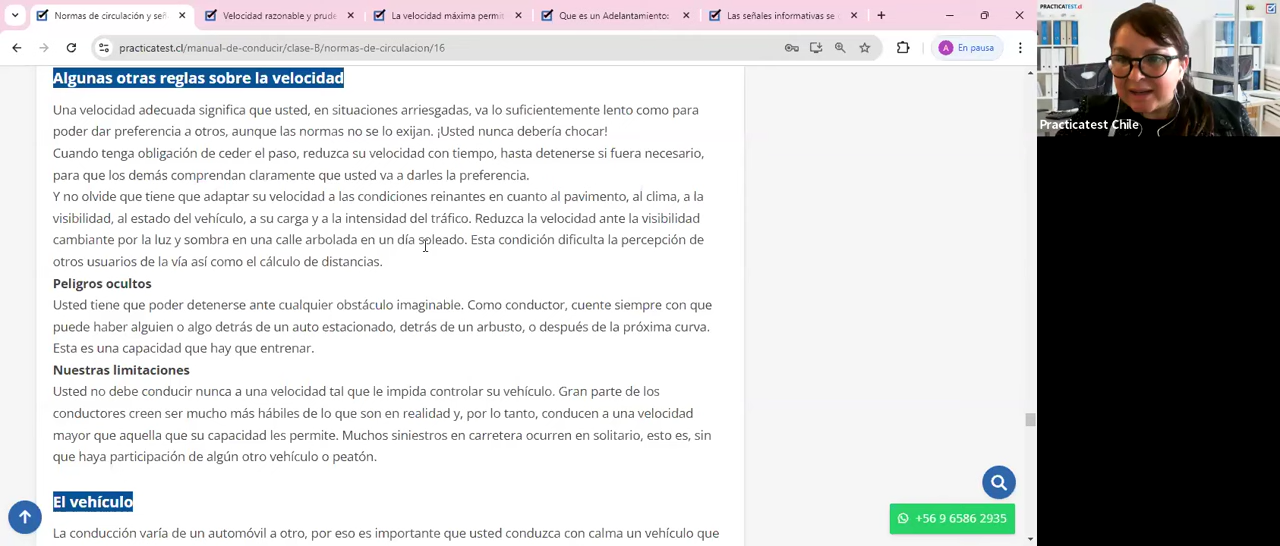 Normas de circulación y seña
Velocidad razonable y prude
La velocidad máxima permit
Que es un Adelantamiento:
Las señales informativas se
practicatest.cl/manual-de-conducir/clase-B/normas-de-circulacion/16
A
En pausa
PRACTICATEST.cl
Practicatest Chile
Algunas otras reglas sobre la velocidad
Una velocidad adecuada significa que usted, en situaciones arriesgadas, va lo suficientemente lento como para
poder dar preferencia a otros, aunque las normas no lo exijan. ¡Usted nunca debería chocar!
Cuando tenga obligación de ceder el paso, reduzca su velocidad con tiempo, hasta detenerse si fuera necesario,
para que los demás comprendan claramente que usted va a darles la preferencia.
Y no olvide que tiene que adaptar su velocidad a las condiciones reinantes en cuanto al pavimento, al clima, a la
visibilidad, al estado del vehículo, a su carga y a la intensidad del tráfico. Reduzca la velocidad ante la visibilidad
cambiante por la luz y sombra en una calle arbolada en un día soleado. Esta condición dificulta la percepción de
otros usuarios de la vía así como el cálculo de distancias.
Peligros ocultos
Usted tiene que poder detenerse ante cualquier obstáculo imaginable. Como conductor, cuente siempre con que
puede haber alguien o algo detrás de un auto estacionado, detrás de un arbusto, o después de la próxima curva.
Esta es una capacidad que hay que entrenar.
Nuestras limitaciones
Usted no debe conducir nunca a una velocidad tal que le impida controlar su vehículo. Gran parte de los
conductores creen ser mucho más hábiles de lo que son en realidad y, por lo tanto, conducen a una velocidad
mayor que aquella que su capacidad les permite. Muchos siniestros en carretera ocurren en solitario, esto es, sin
que haya participación de algún otro vehículo o peatón.
El vehículo
La conducción varía de un automóvil a otro, por eso es importante que usted conduzca con calma un vehículo que
+56 9 6586 2935